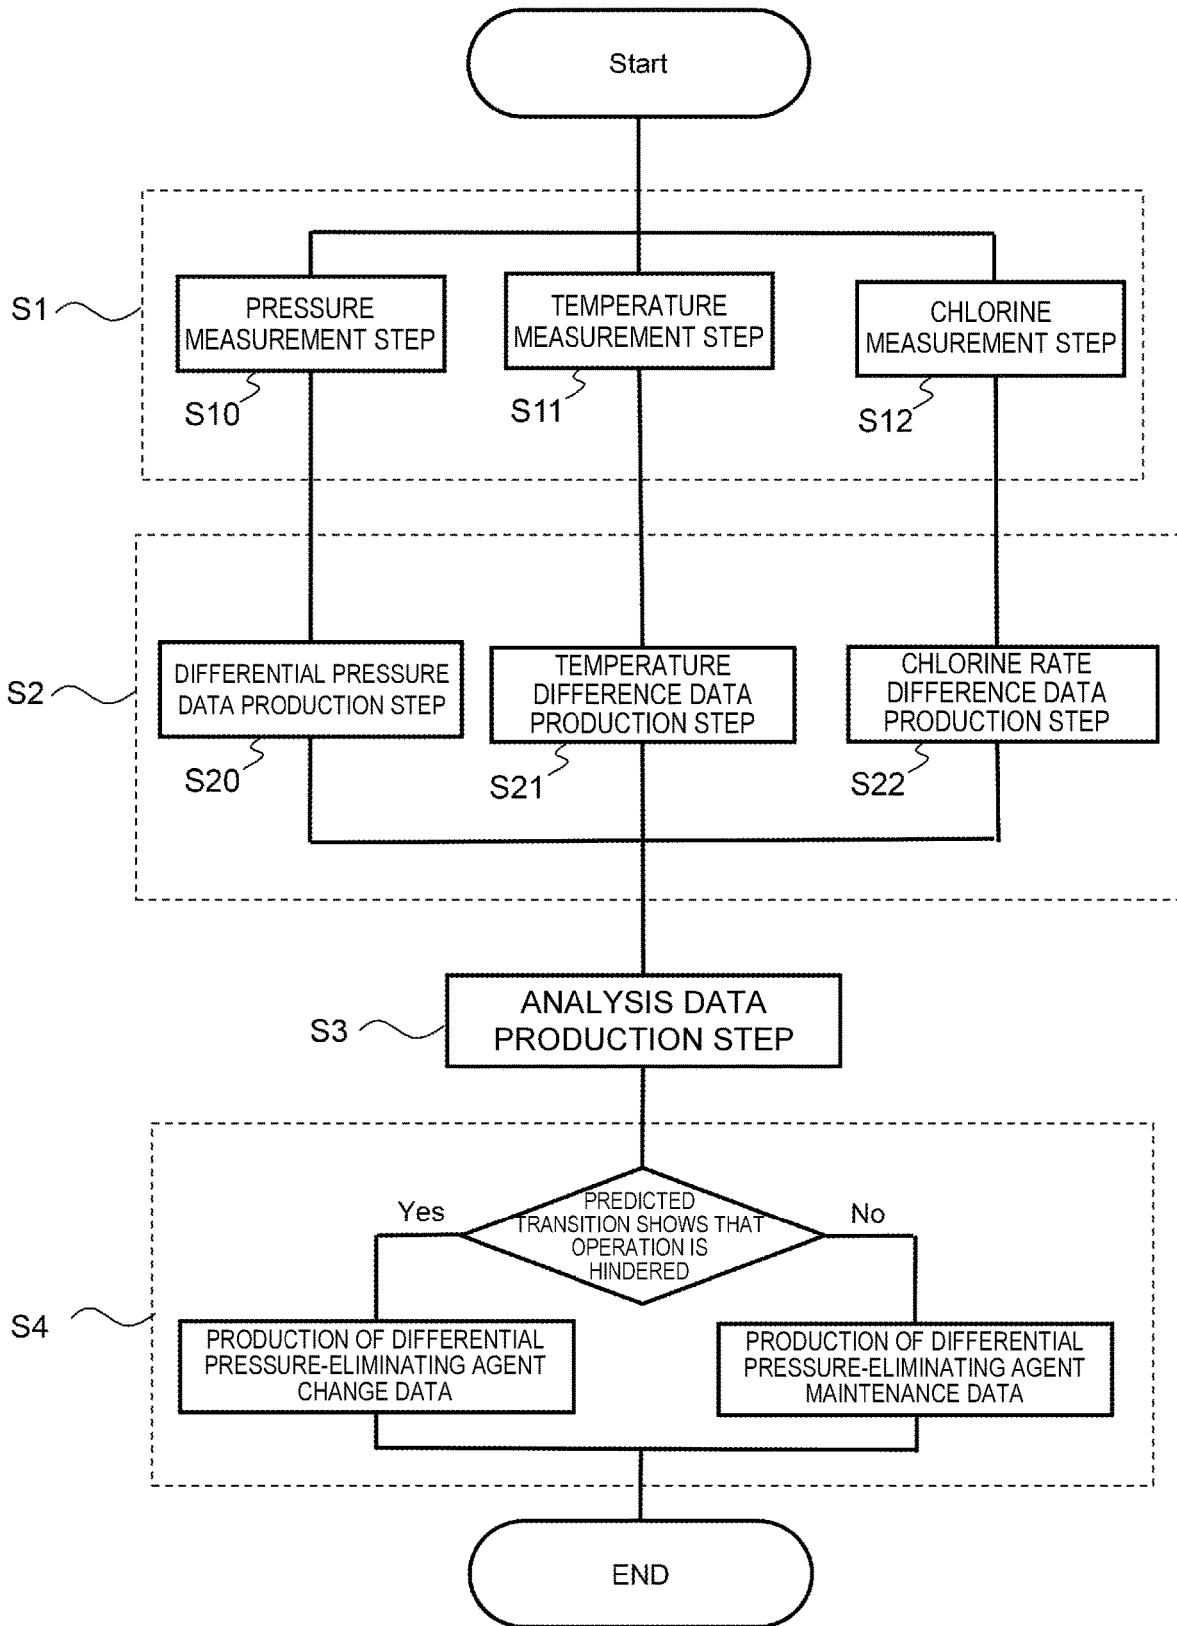 Start
S1
PRESSURE
MEASUREMENT STEP
S10
TEMPERATURE
MEASUREMENT STEP
S11
CHLORINE
MEASUREMENT STEP
S12
S2
DIFFERENTIAL PRESSURE
DATA PRODUCTION STEP
S20
TEMPERATURE
DIFFERENCE DATA
PRODUCTION STEP
S21
CHLORINE RATE
DIFFERENCE DATA
PRODUCTION STEP
S22
S3
ANALYSIS DATA
PRODUCTION STEP
S4
Yes
PREDICTED
TRANSITION SHOWS THAT
OPERATION IS
HINDERED
No
PRODUCTION OF DIFFERENTIAL
PRESSURE-ELIMINATING AGENT
CHANGE DATA
PRODUCTION OF DIFFERENTIAL
PRESSURE-ELIMINATING AGENT
MAINTENANCE DATA
END